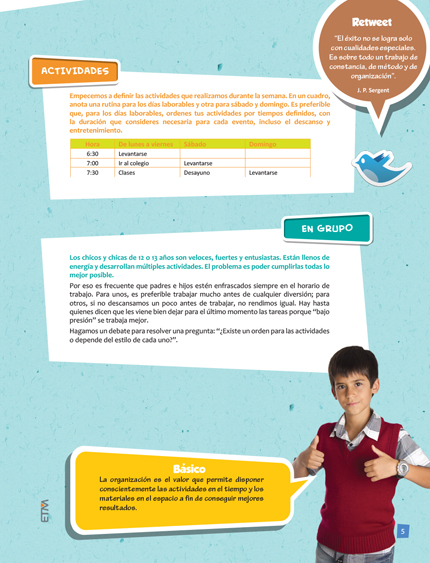 Retweet
"El éxito no se logra solo
con cualidades especiales.
Es sobre todo un trabajo de
constancia, de método y de
organización".
J. P. Sergent
ACTIVIDADES
Empecemos a definir las actividades que realizamos durante la semana. En un cuadro,
anota una rutina para los días laborables y otra para sábado y domingo. Es preferible
que, para los días laborables, ordenes tus actividades por tiempos definidos, con
la duración que consideres necesaria para cada evento, incluso el descanso y
entretenimiento.
Hora De lunes a viernes Sábado Domingo
6:30 Levantarse
7:00 Ir al colegio Levantarse
7:30 Clases Desayuno Levantarse
EN GRUPO
Los chicos y chicas de 12 o 13 años son veloces, fuertes y entusiastas. Están llenos de
energía y desarrollan múltiples actividades. El problema es poder cumplirlas todas lo
mejor posible.
Por eso es frecuente que padres e hijos estén enfrascados siempre en el horario de
trabajo. Para unos, es preferible trabajar mucho antes de cualquier diversión; para
otros, si no descansamos un poco antes de trabajar, no rendimos igual. Hay hasta
quienes dicen que les viene bien dejar para el último momento las tareas porque "bajo
presión" se trabaja mejor.
Hagamos un debate para resolver una pregunta: "¿Existe un orden para las actividades
o depende del estilo de cada uno?".
Básico
La organización es el valor que permite disponer
conscientemente las actividades en el tiempo y los
materiales en el espacio a fin de conseguir mejores
resultados.
ETM
5